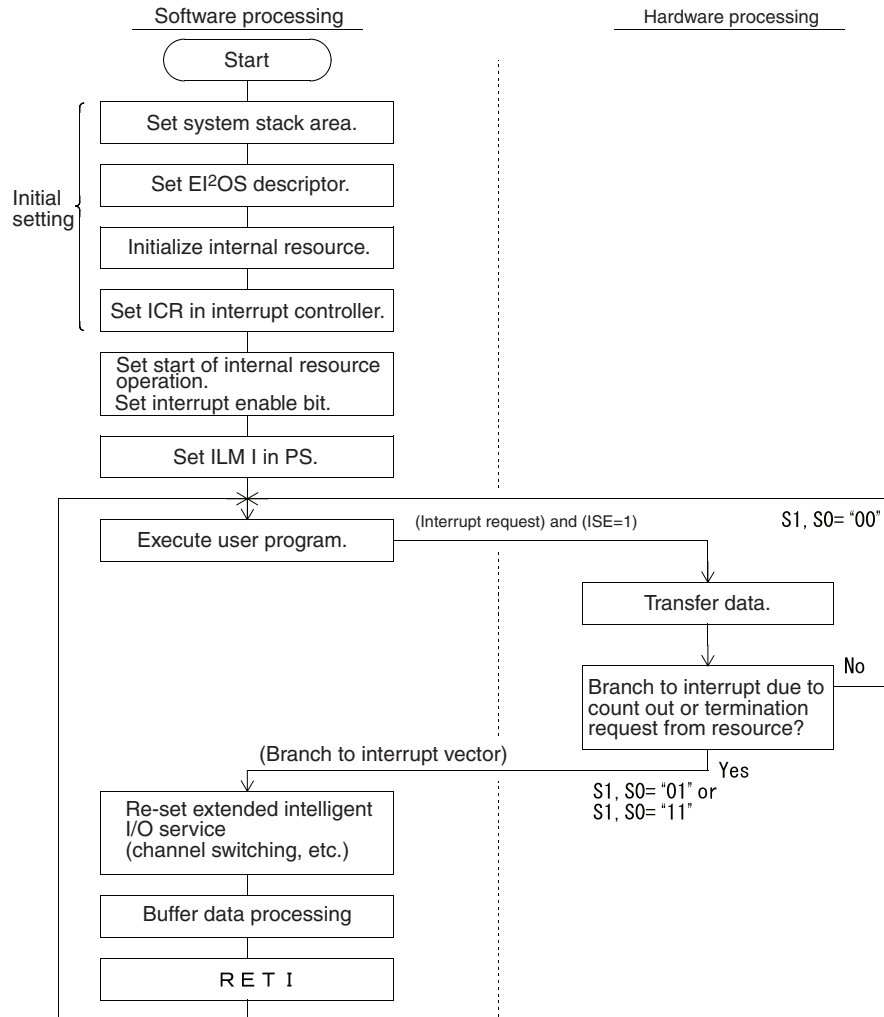 Software processing
Hardware processing
Start
Set system stack area.
Set EI²OS descriptor.
Initial
setting
Initialize internal resource.
Set ICR in interrupt controller.
Set start of internal resource
operation.
Set interrupt enable bit.
Set ILM I in PS.
(Interrupt request) and (ISE=1)
S1, S0= “00”
Execute user program.
Transfer data.
No
Branch to interrupt due to
count out or termination
request from resource?
(Branch to interrupt vector)
Yes
S1, S0= “01” or
S1, S0= “11”
Re-set extended intelligent
I/O service
(channel switching, etc.)
Buffer data processing
R E T I